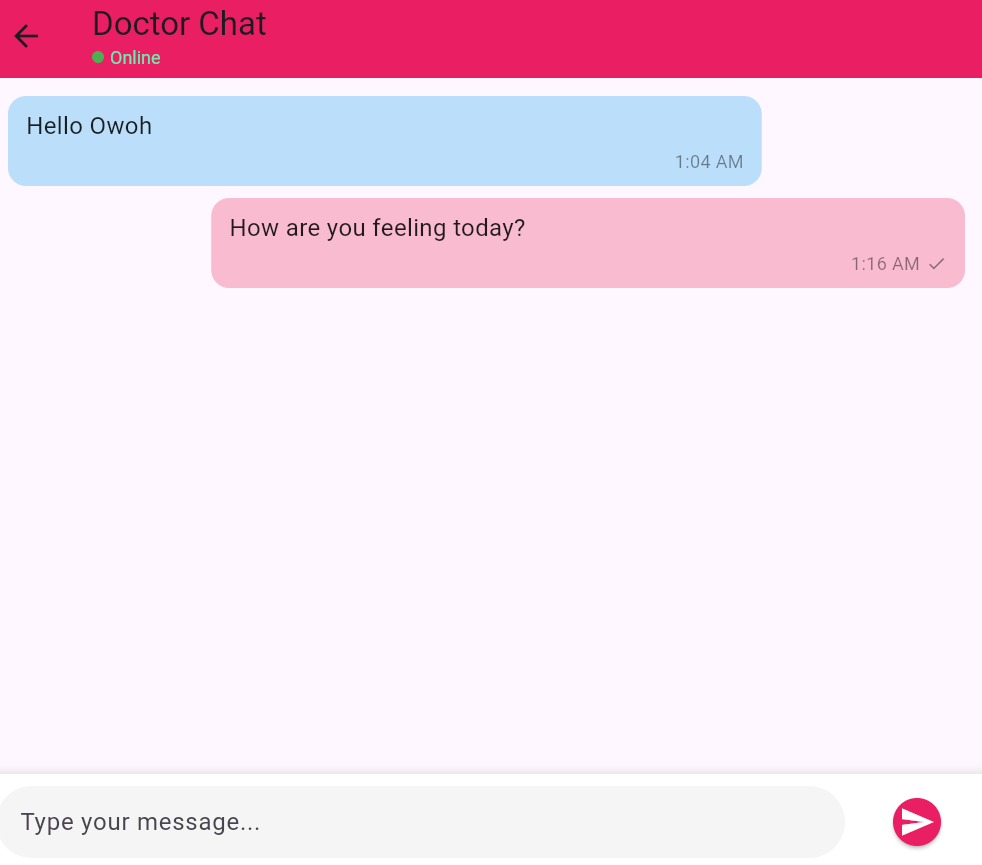 Doctor Chat
Online
Hello Owoh
1:04 AM
How are you feeling today?
1:16 AM
Type your message...